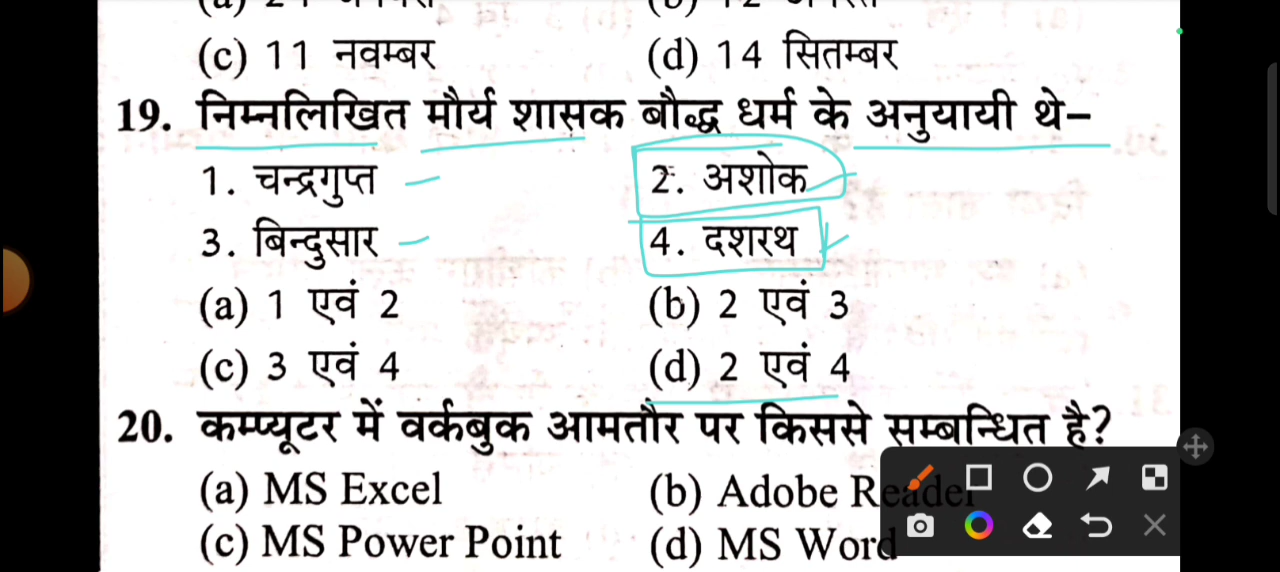 (c) 11 नवम्बर (d) 14 सितम्बर
19. निम्नलिखित मौर्य शासक बौद्ध धर्म के अनुयायी थे–
1. चन्द्रगुप्त 2. अशोक
3. बिन्दुसार 4. दशरथ
(a) 1 एवं 2 (b) 2 एवं 3
(c) 3 एवं 4 (d) 2 एवं 4
20. कम्प्यूटर में वर्कबुक आमतौर पर किससे सम्बन्धित है?
(a) MS Excel (b) Adobe Reader
(c) MS Power Point (d) MS Word